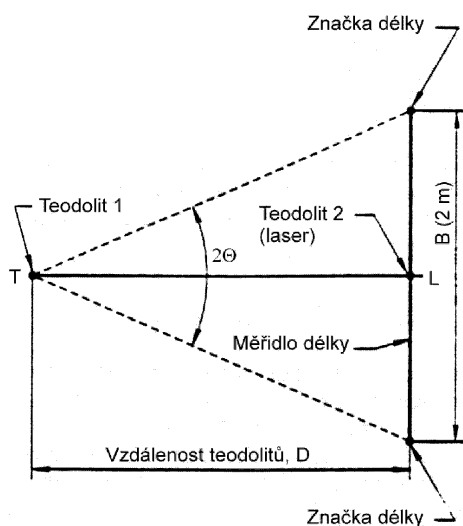 Značka délky
Teodolit 1
Teodolit 2
(laser)
B (2 m)
2Θ
T
L
Měřidlo délky
Vzdálenost teodolitů, D
Značka délky